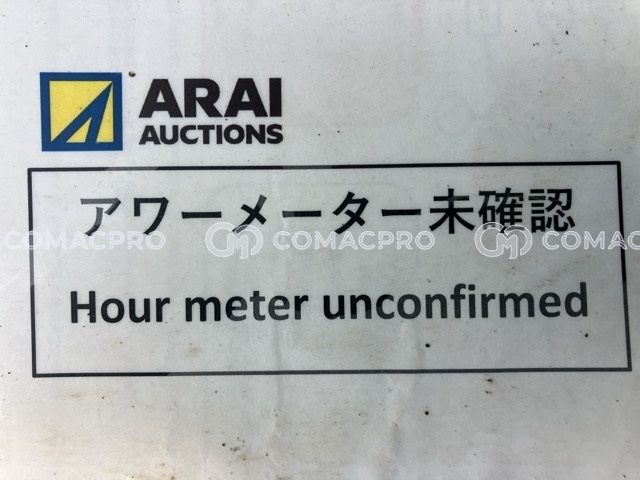 ARAI
AUCTIONS
アワーメーター未確認
COMACPRO COMACPRO COMACPRO
Hour meter unconfirmed